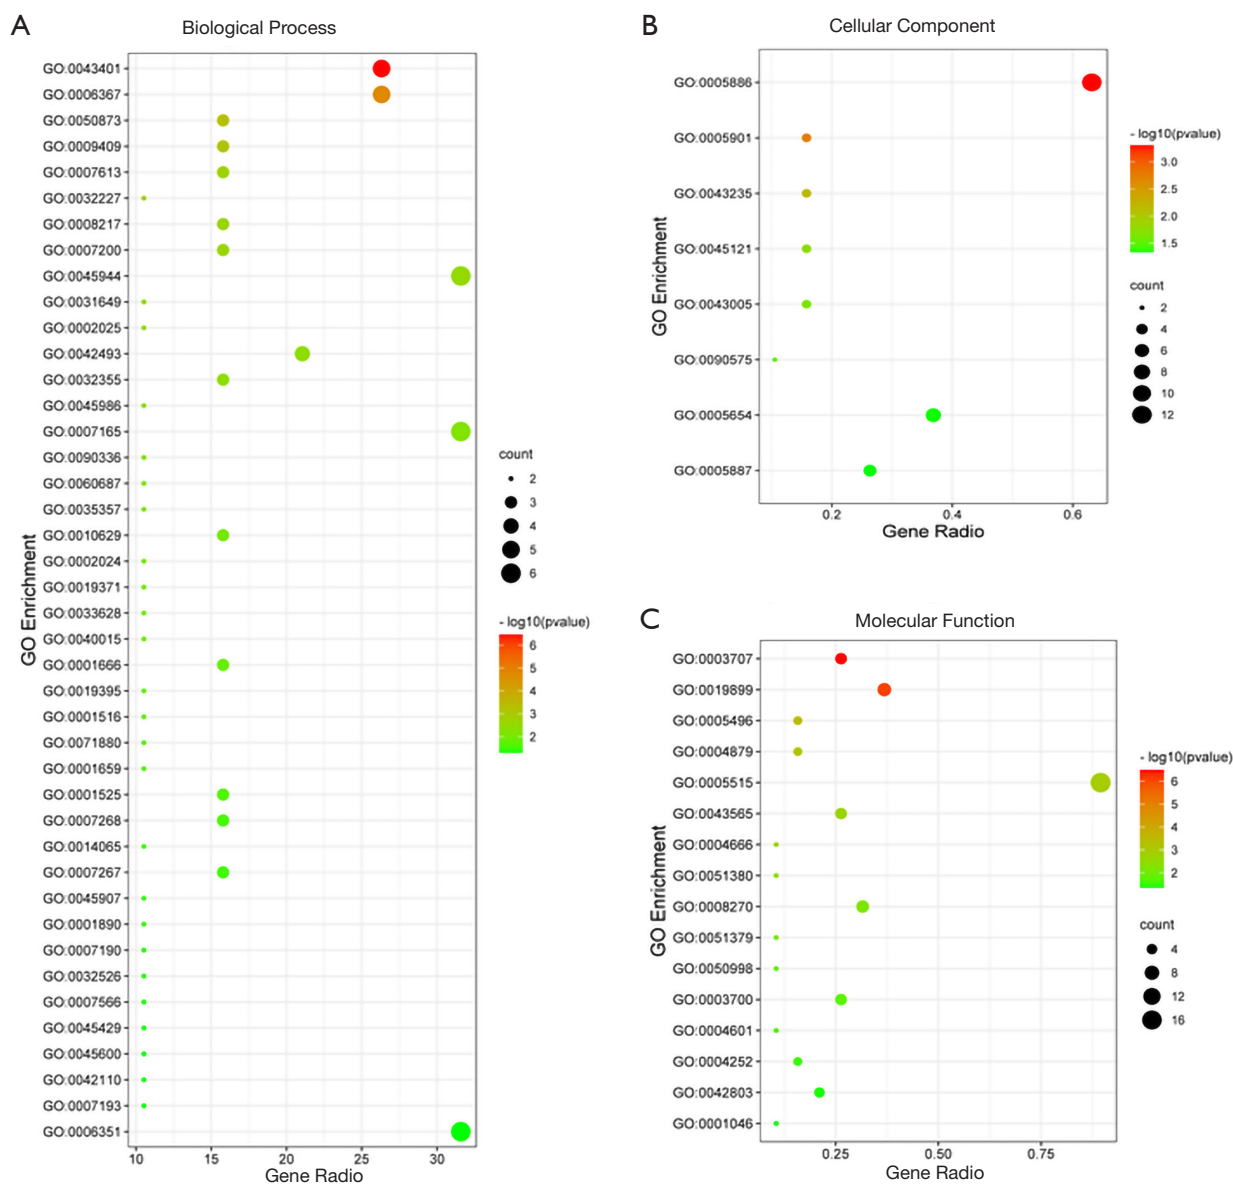 A
Biological Process
GO:0043401
GO:0006367
GO:0050873
GO:0009409
GO:0007613
GO:0032227
GO:0008217
GO:0007200
GO:0045944
GO:0031649
GO:0002025
GO:0042493
GO:0032355
GO:0045986
GO:0007165
GO:0090336
GO:0060687
GO:0035357
GO:0010629
GO:0002024
GO:0019371
GO:0033628
GO:0040015
GO:0001666
GO:0019395
GO:0001516
GO:0071880
GO:0001659
GO:0001525
GO:0007268
GO:0014065
GO:0007267
GO:0045907
GO:0001890
GO:0007190
GO:0032526
GO:0007566
GO:0045429
GO:0045600
GO:0042110
GO:0007193
GO:0006351
GO Enrichment
10 15 20 25 30
Gene Radio
count
2
3
4
5
6
- log10(pvalue)
6
5
4
3
2
B
Cellular Component
GO:0005886
GO:0005901
GO:0043235
GO:0045121
GO:0043005
GO:0090575
GO:0005654
GO:0005887
GO Enrichment
0.2 0.4 0.6
Gene Radio
- log10(pvalue)
3.0
2.5
2.0
1.5
count
2
4
6
8
10
12
C
Molecular Function
GO:0003707
GO:0019899
GO:0005496
GO:0004879
GO:0005515
GO:0043565
GO:0004666
GO:0051380
GO:0008270
GO:0051379
GO:0050998
GO:0003700
GO:0004601
GO:0004252
GO:0042803
GO:0001046
GO Enrichment
0.25 0.50 0.75
Gene Radio
- log10(pvalue)
6
5
4
3
2
count
4
8
12
16